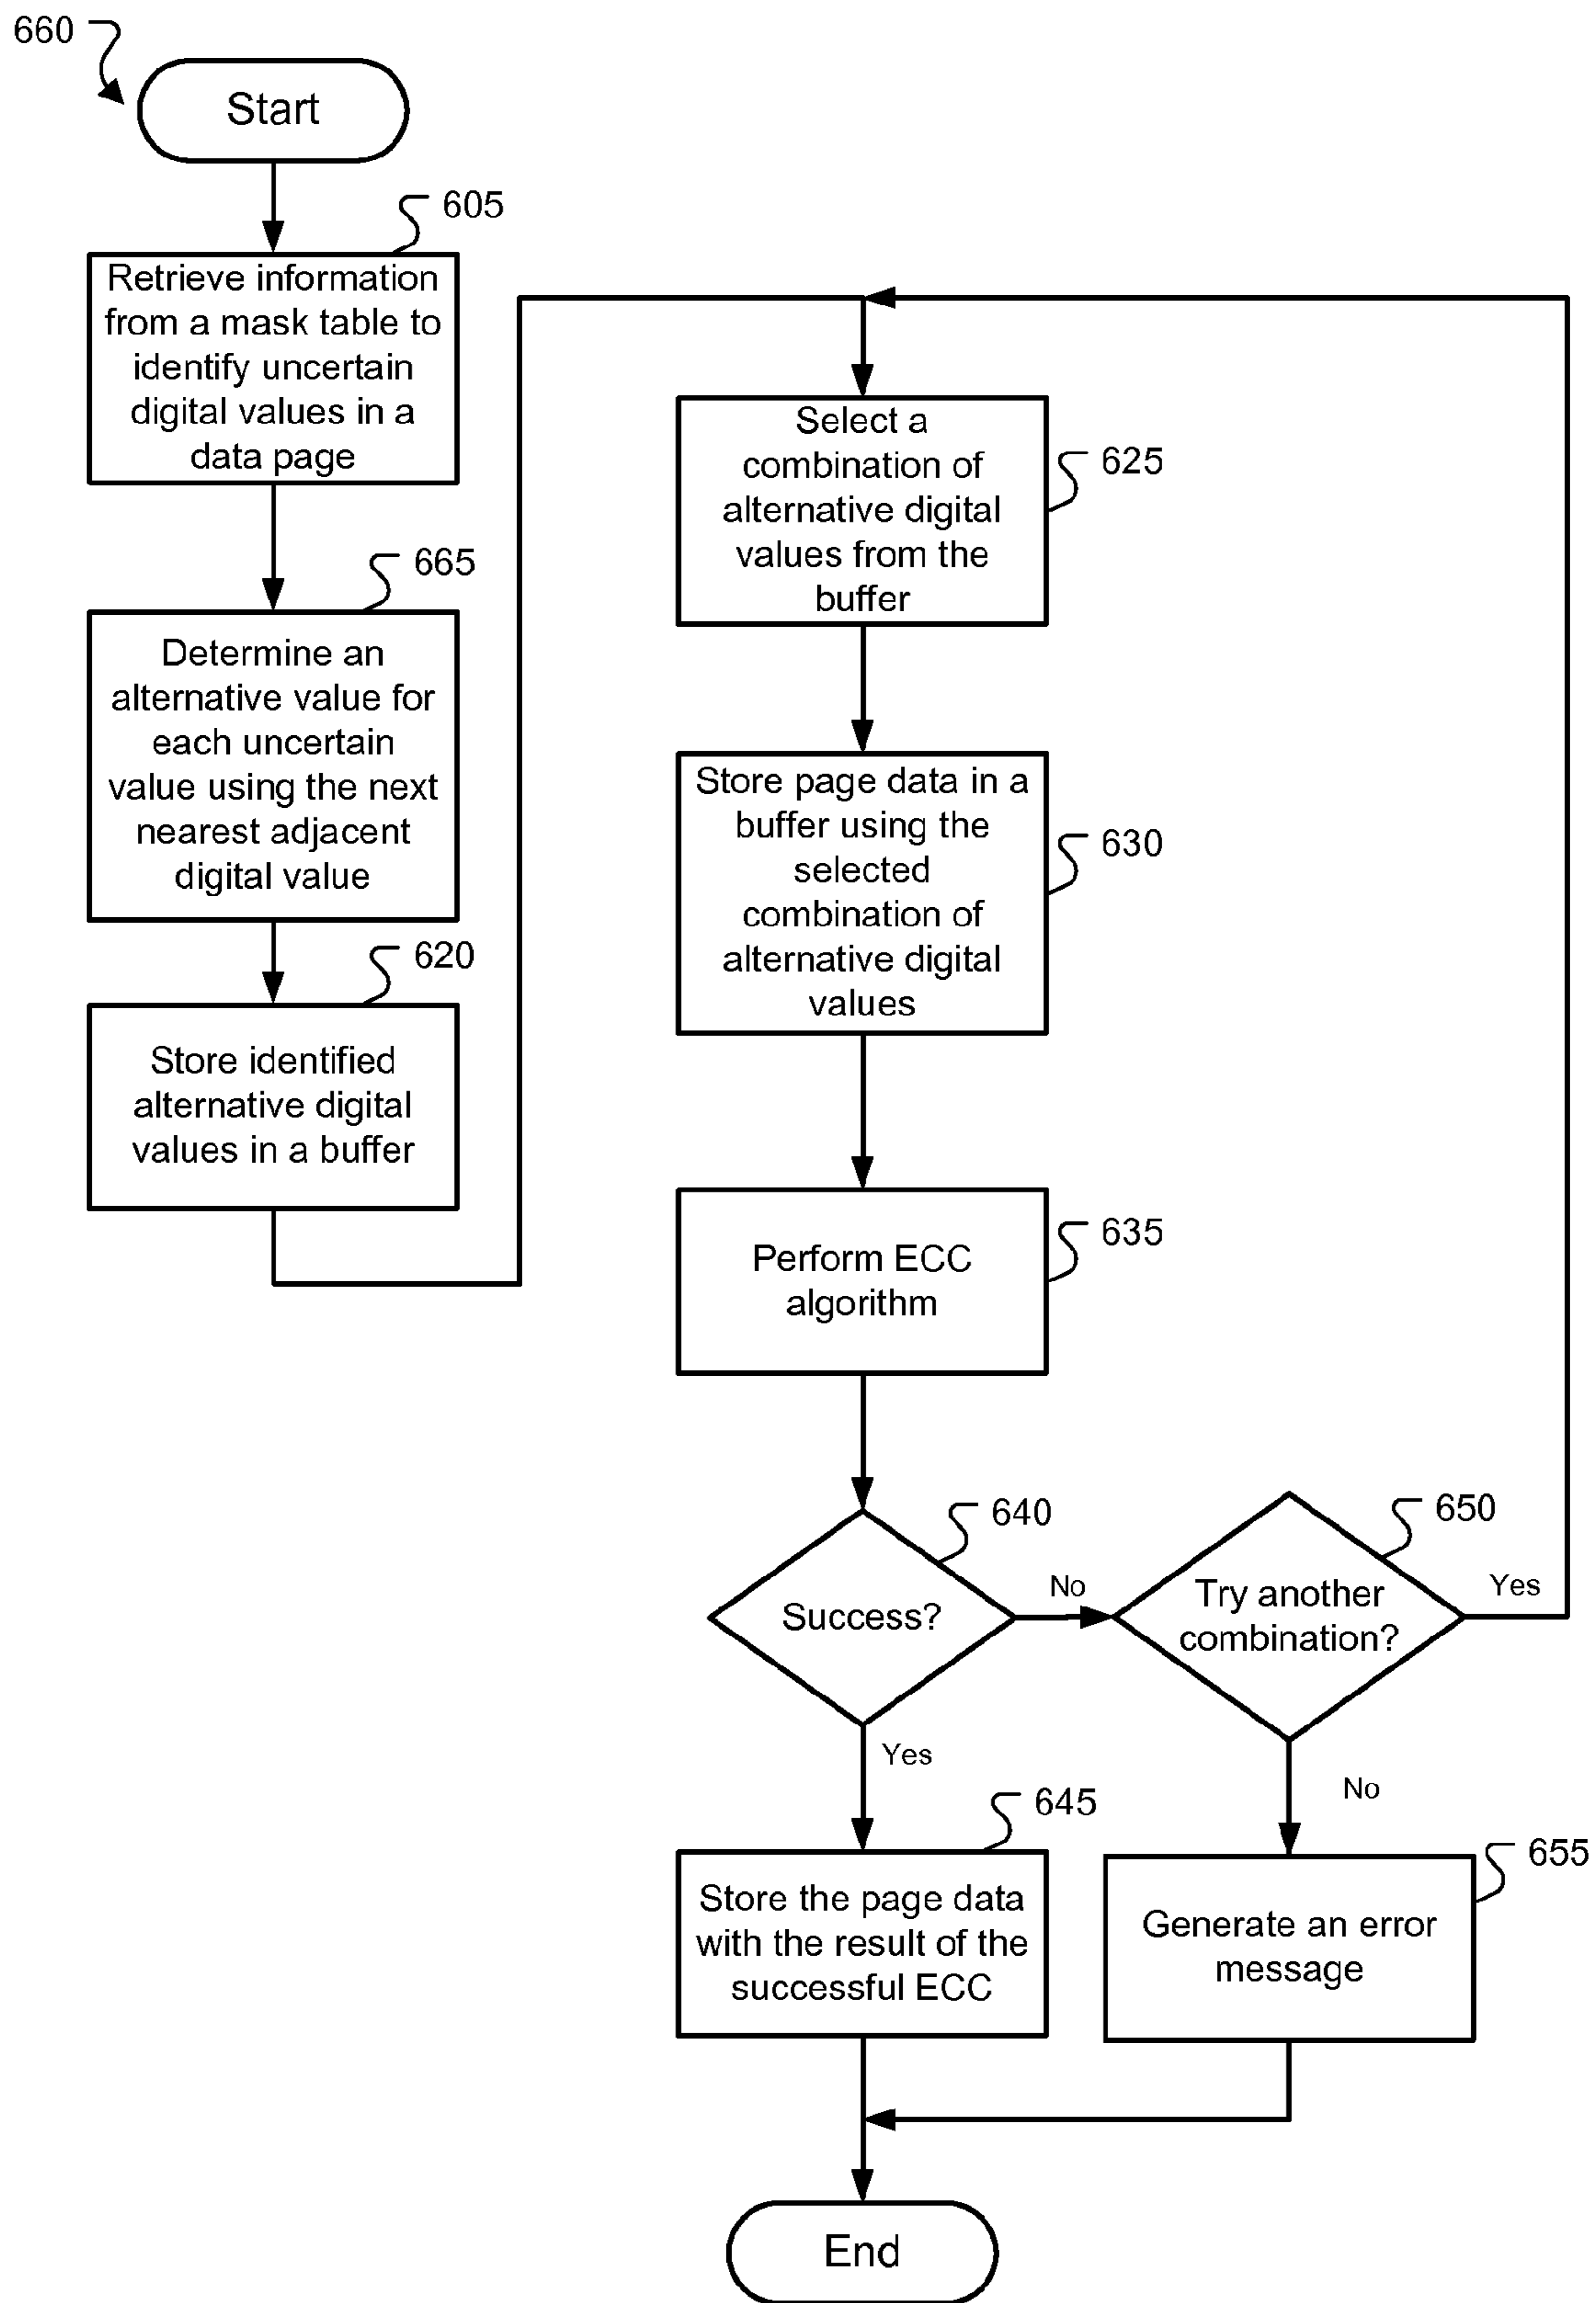 660
Start
605
Retrieve information
from a mask table to
identify uncertain
digital values in a
data page
665
Determine an
alternative value for
each uncertain
value using the next
nearest adjacent
digital value
620
Store identified
alternative digital
values in a buffer
Select a
combination of
alternative digital
values from the
buffer
625
Store page data in a
buffer using the
selected
combination of
alternative digital
values
630
Perform ECC
algorithm
635
640
Success?
No
Yes
650
Try another
combination?
Yes
No
645
Store the page data
with the result of the
successful ECC
655
Generate an error
message
End